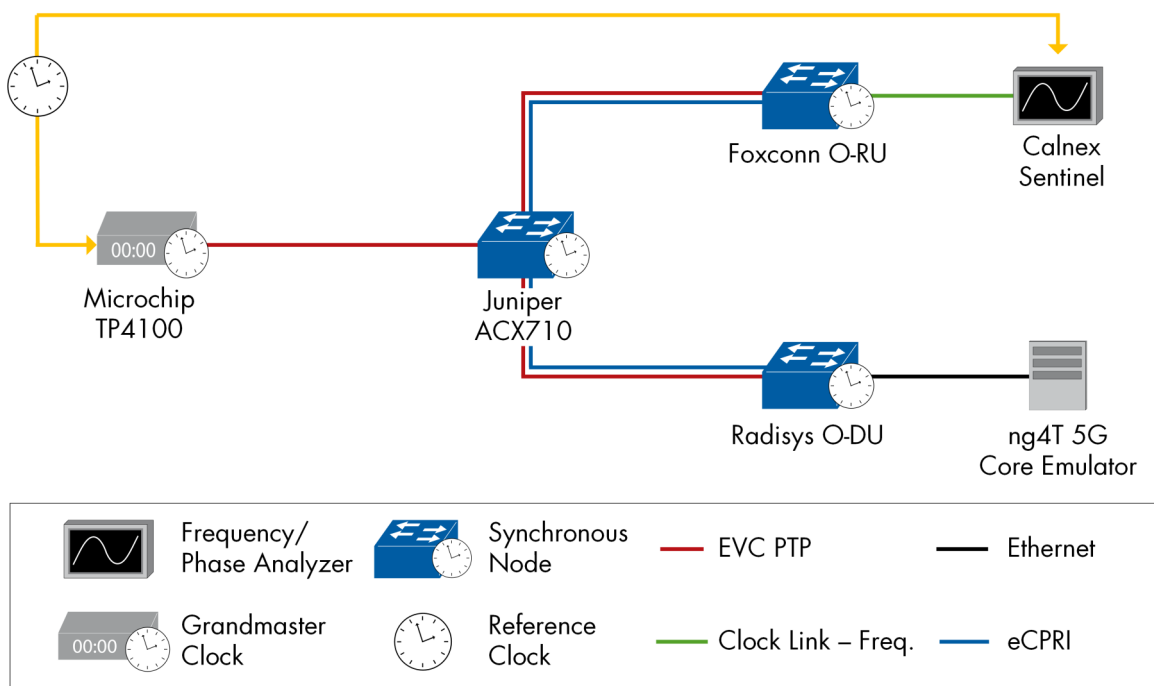 Foxconn O-RU
Calnex
Sentinel
00:00
Microchip
TP4100
Juniper
ACX710
Radisys O-DU
ng4T 5G
Core Emulator
Frequency/
Phase Analyzer
Synchronous
Node
EVC PTP
Ethernet
00:00
Grandmaster
Clock
Reference
Clock
Clock Link – Freq.
eCPRI